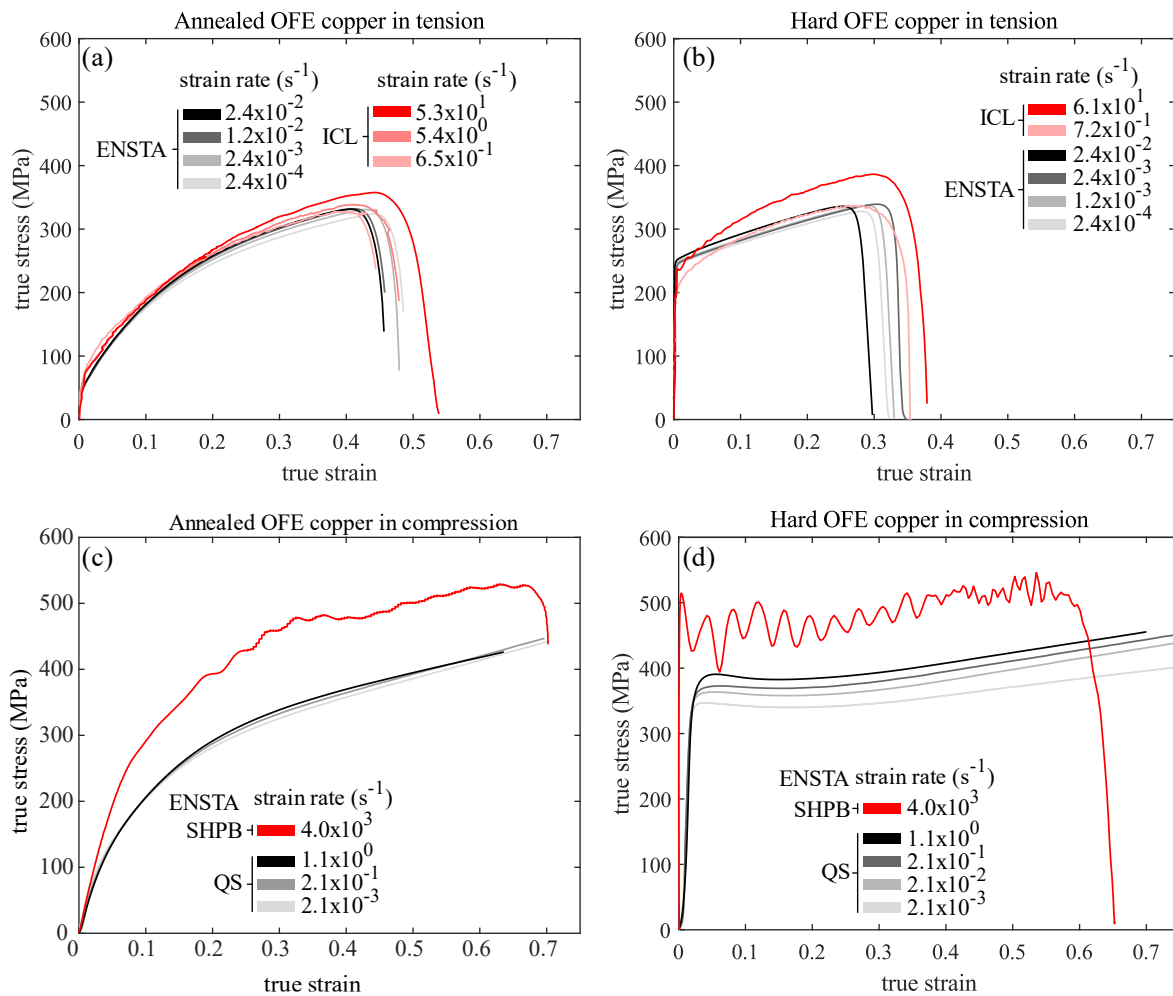 Annealed OFE copper in tension
(a)
600
500
400
300
200
100
0
true stress (MPa)
strain rate (s-1)
ENSTA
2.4x10-2
1.2x10-2
2.4x10-3
2.4x10-4
strain rate (s-1)
ICL
5.3x101
5.4x100
6.5x10-1
0 0.1 0.2 0.3 0.4 0.5 0.6 0.7
true strain
Hard OFE copper in tension
(b)
600
500
400
300
200
100
0
true stress (MPa)
strain rate (s-1)
ICL
6.1x101
7.2x10-1
ENSTA
2.4x10-2
2.4x10-3
1.2x10-3
2.4x10-4
0 0.1 0.2 0.3 0.4 0.5 0.6 0.7
true strain
Annealed OFE copper in compression
(c)
600
500
400
300
200
100
0
true stress (MPa)
ENSTA strain rate (s-1)
SHPB 4.0x103
QS
1.1x100
2.1x10-1
2.1x10-3
0 0.1 0.2 0.3 0.4 0.5 0.6 0.7
true strain
Hard OFE copper in compression
(d)
600
500
400
300
200
100
0
true stress (MPa)
ENSTA strain rate (s-1)
SHPB 4.0x103
QS
1.1x100
2.1x10-1
2.1x10-2
2.1x10-3
0 0.1 0.2 0.3 0.4 0.5 0.6 0.7
true strain